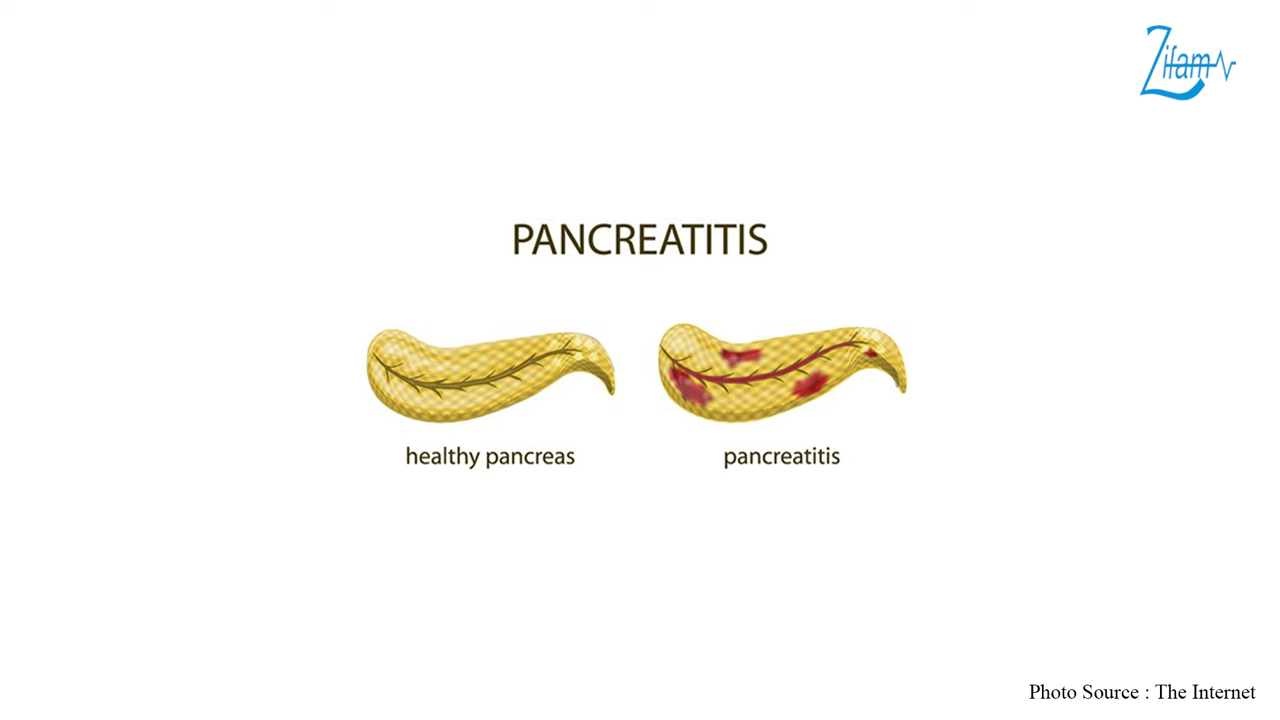 Zifam
PANCREATITIS
healthy pancreas
pancreatitis
Photo Source : The Internet